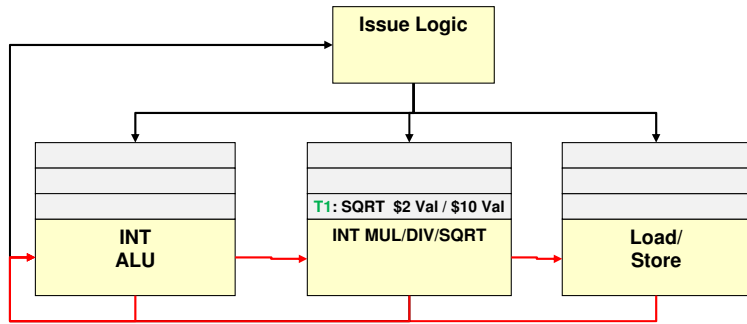 Issue Logic
T1: SQRT $2 Val / $10 Val
INT
ALU
INT MUL/DIV/SQRT
Load/
Store